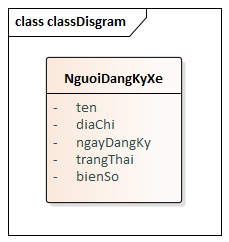 class classDisgram
NguoiDangKyXe
- ten
- diaChi
- ngayDangKy
- trangThai
- bienSo